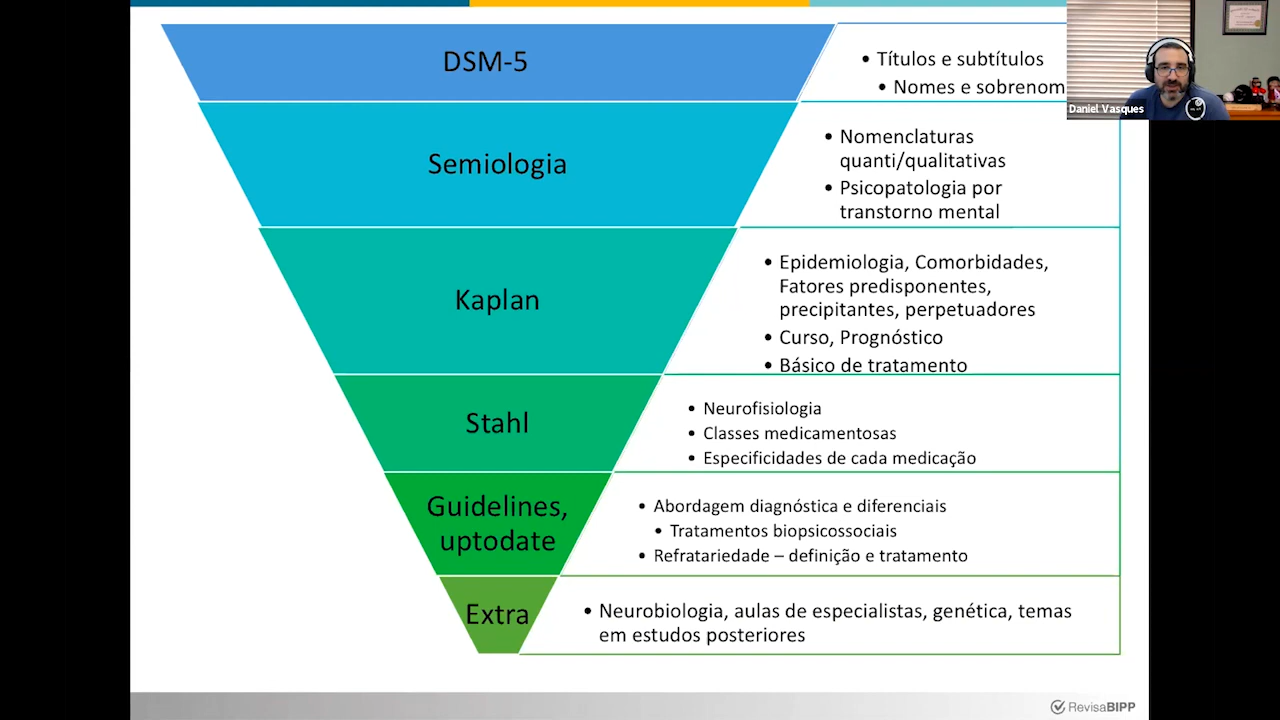 DSM-5
• Títulos e subtítulos
• Nomes e sobrenom
Daniel Vasques
Semiologia
• Nomenclaturas
quanti/qualitativas
• Psicopatologia por
transtorno mental
Kaplan
• Epidemiologia, Comorbidades,
Fatores predisponentes,
precipitantes, perpetuadores
• Curso, Prognóstico
• Básico de tratamento
Stahl
• Neurofisiologia
• Classes medicamentosas
• Especificidades de cada medicação
Guidelines,
uptodate
• Abordagem diagnóstica e diferenciais
• Tratamentos biopsicossociais
• Refratariedade – definição e tratamento
Extra
• Neurobiologia, aulas de especialistas, genética, temas
em estudos posteriores
RevisaBIPP